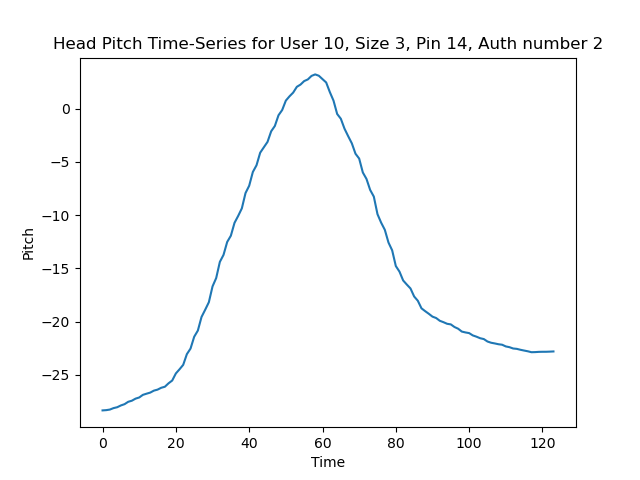 Head Pitch Time-Series for User 10, Size 3, Pin 14, Auth number 2
0
−5
−10
−15
−20
−25
Pitch
0 20 40 60 80 100 120
Time